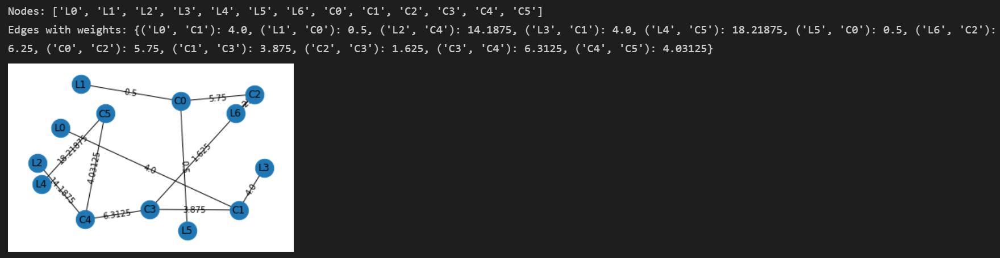 Nodes: ['L0', 'L1', 'L2', 'L3', 'L4', 'L5', 'L6', 'C0', 'C1', 'C2', 'C3', 'C4', 'C5']
Edges with weights: {('L0', 'C1'): 4.0, ('L1', 'C0'): 0.5, ('L2', 'C4'): 14.1875, ('L3', 'C1'): 4.0, ('L4', 'C5'): 18.21875, ('L5', 'C0'): 0.5, ('L6', 'C2'):
6.25, ('C0', 'C2'): 5.75, ('C1', 'C3'): 3.875, ('C2', 'C3'): 1.625, ('C3', 'C4'): 6.3125, ('C4', 'C5'): 4.03125}
L1
0.5
C0
5.75
C2
C5
L6
L0
18.21875
1.625
L2
4.03125
4.0
0.5
L3
L4
14.1875
4.0
C4
6.3125
C3
3.875
C1
L5